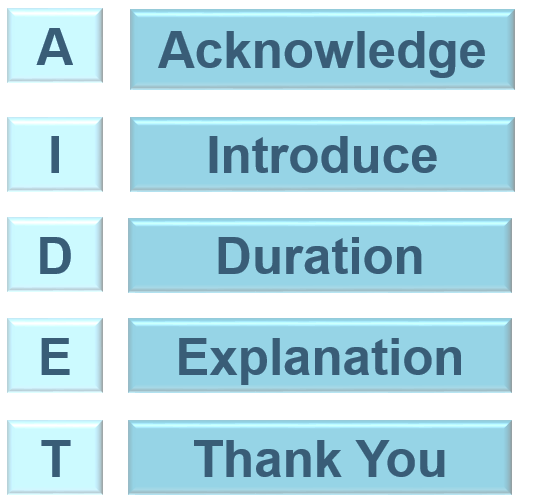 A Acknowledge
I Introduce
D Duration
E Explanation
T Thank You